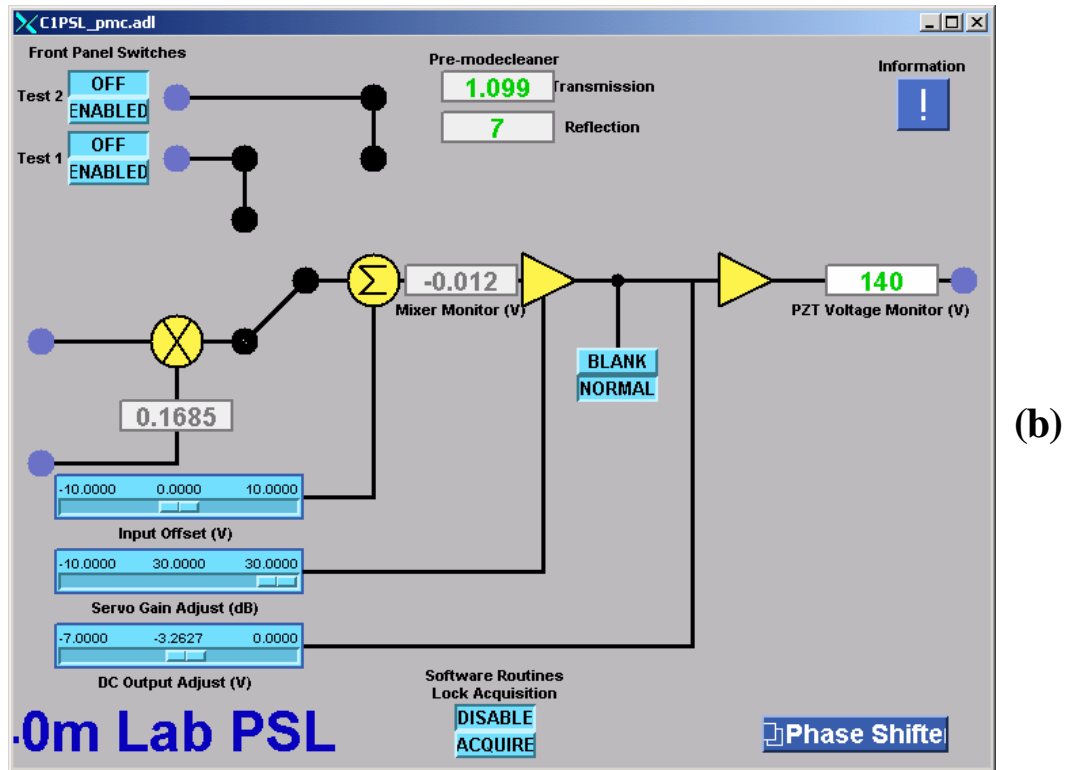 C1PSL_pmc.adl
Front Panel Switches
Test 2
OFF
ENABLED
Test 1
OFF
ENABLED
Pre-modecleaner
1.099
Transmission
7
Reflection
Information
!
Σ
-0.012
Mixer Monitor (V)
140
PZT Voltage Monitor (V)
BLANK
NORMAL
0.1685
(b)
-10.0000 0.0000 10.0000
Input Offset (V)
-10.0000 30.0000 30.0000
Servo Gain Adjust (dB)
-7.0000 -3.2627 0.0000
DC Output Adjust (V)
Software Routines
Lock Acquisition
DISABLE
ACQUIRE
0m Lab PSL
Phase Shifte